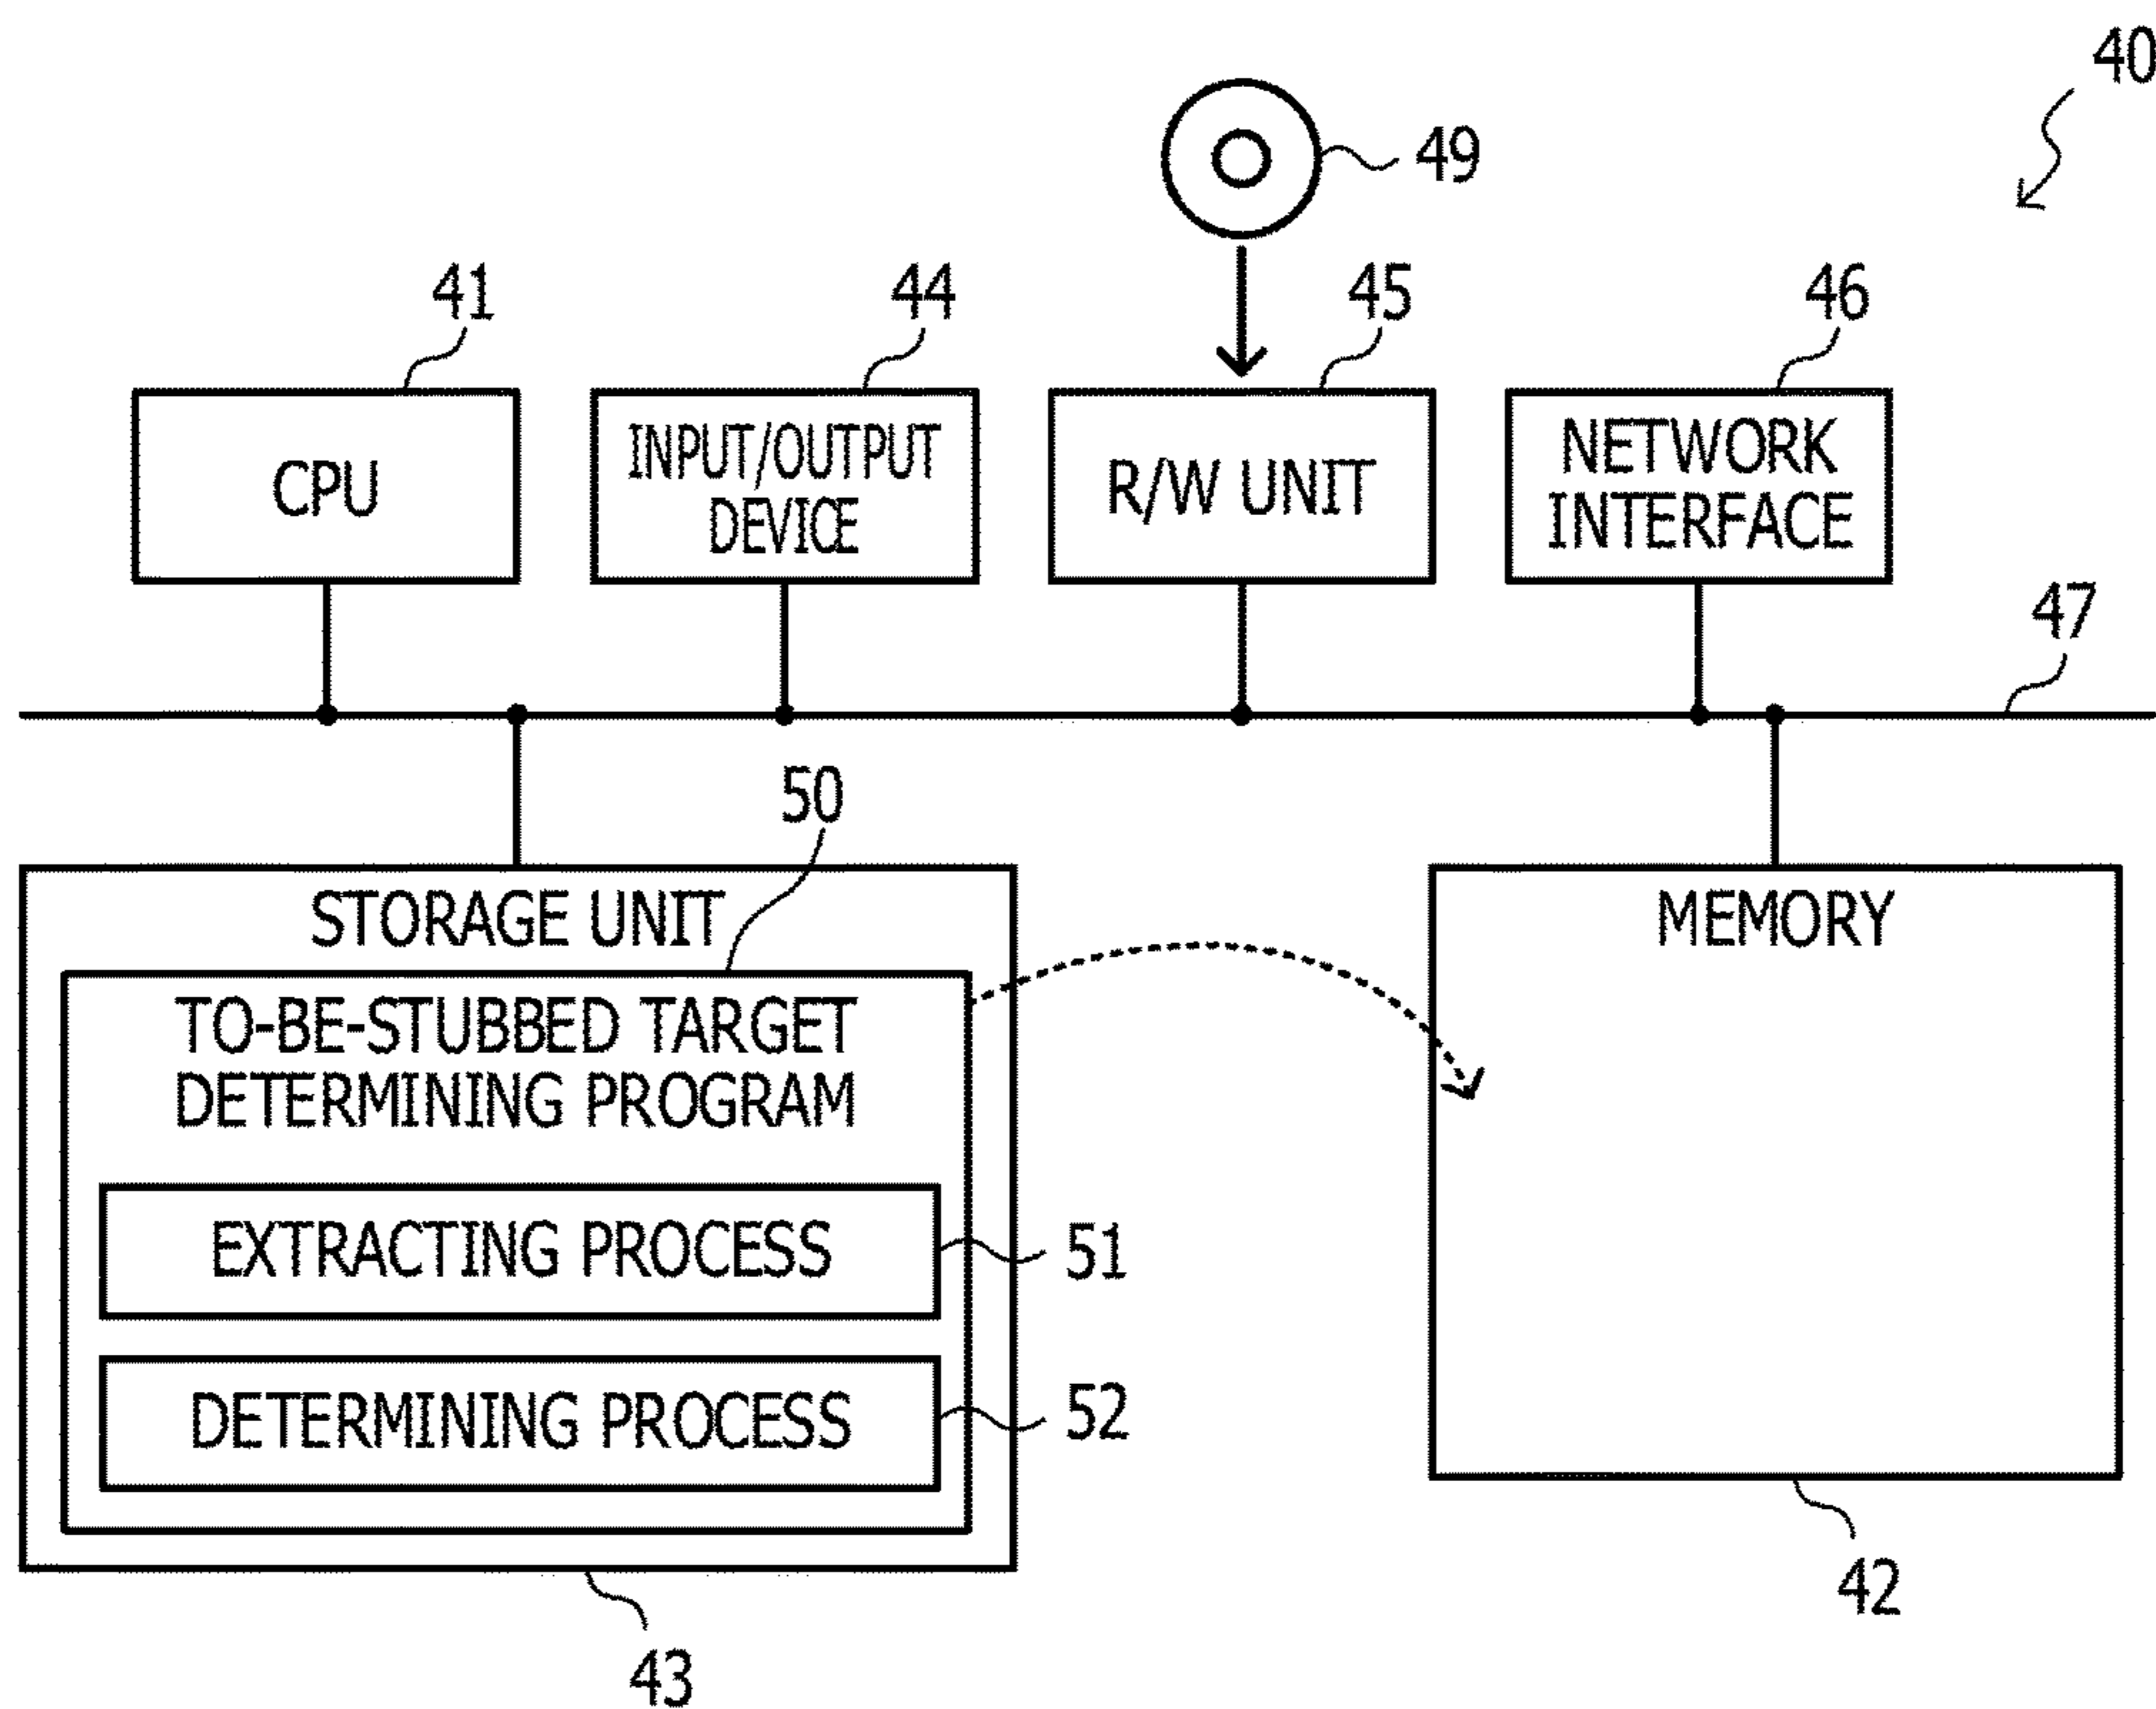 40
49
41
44
45
46
CPU
INPUT/OUTPUT
DEVICE
R/W UNIT
NETWORK
INTERFACE
47
50
STORAGE UNIT
TO-BE-STUBBED TARGET
DETERMINING PROGRAM
EXTRACTING PROCESS
51
DETERMINING PROCESS
52
43
MEMORY
42